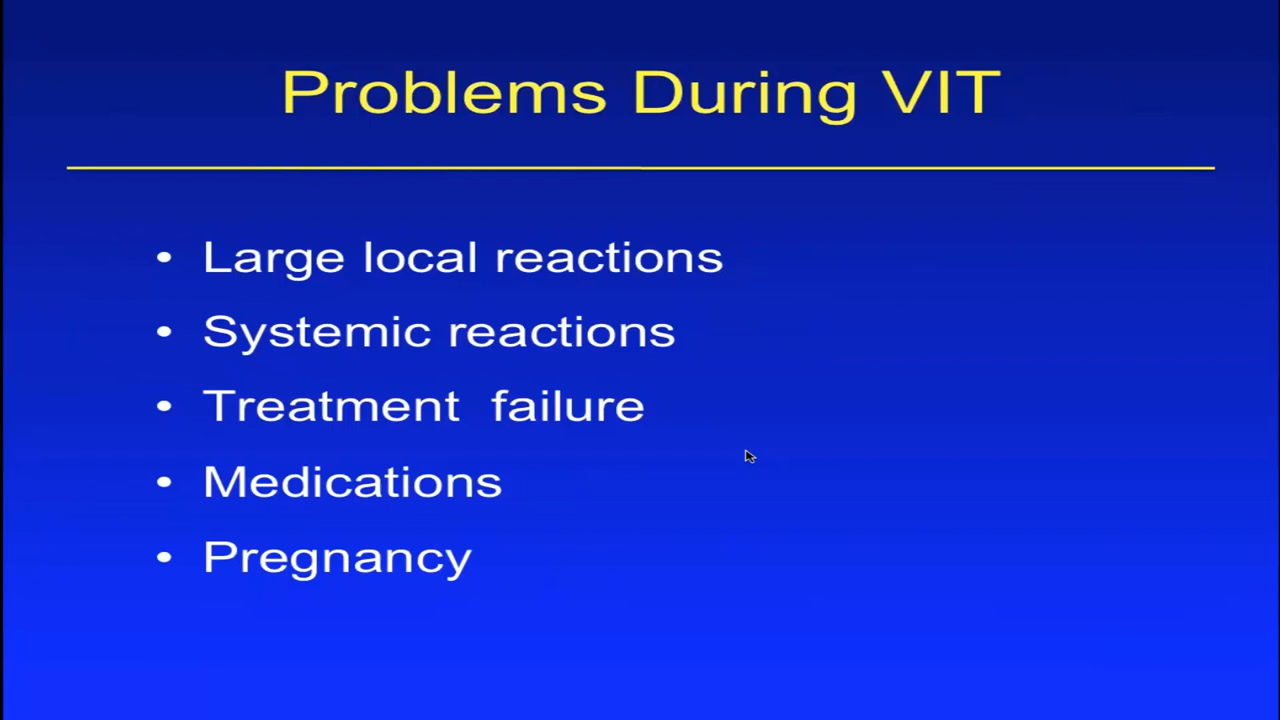 Problems During VIT
• Large local reactions
• Systemic reactions
• Treatment failure
• Medications
• Pregnancy